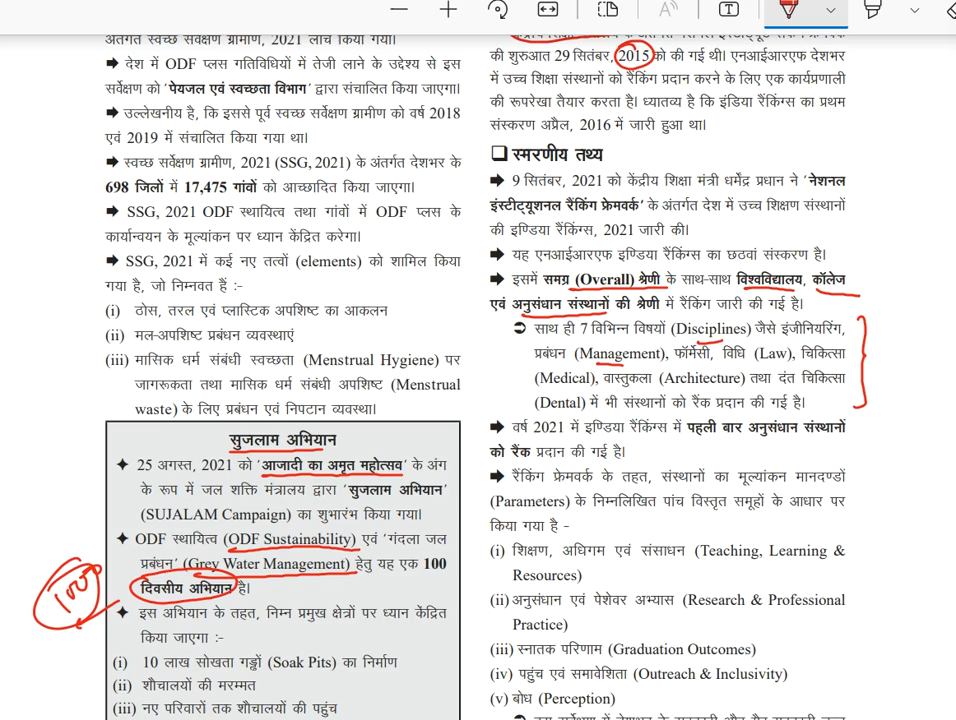 अंतर्गत स्वच्छ सर्वेक्षण ग्रामीण, 2021 लांच किया गया।
➡ देश में ODF प्लस गतिविधियों में तेजी लाने के उद्देश्य से इस
सर्वेक्षण को 'पेयजल एवं स्वच्छता विभाग' द्वारा संचालित किया जाएगा।
➡ उल्लेखनीय है, कि इससे पूर्व स्वच्छ सर्वेक्षण ग्रामीण को वर्ष 2018
एवं 2019 में संचालित किया गया था।
➡ स्वच्छ सर्वेक्षण ग्रामीण, 2021 (SSG, 2021) के अंतर्गत देशभर के
698 जिलों में 17,475 गांवों को आच्छादित किया जाएगा।
➡ SSG, 2021 ODF स्थायित्व तथा गांवों में ODF प्लस के
कार्यान्वयन के मूल्यांकन पर ध्यान केंद्रित करेगा।
➡ SSG, 2021 में कई नए तत्वों (elements) को शामिल किया
गया है, जो निम्नवत हैं :-
(i) ठोस, तरल एवं प्लास्टिक अपशिष्ट का आकलन
(ii) मल-अपशिष्ट प्रबंधन व्यवस्थाएं
(iii) मासिक धर्म संबंधी स्वच्छता (Menstrual Hygiene) पर
जागरूकता तथा मासिक धर्म संबंधी अपशिष्ट (Menstrual
waste) के लिए प्रबंधन एवं निपटान व्यवस्था।
सुजलाम अभियान
✦ 25 अगस्त, 2021 को 'आजादी का अमृत महोत्सव' के अंग
के रूप में जल शक्ति मंत्रालय द्वारा 'सुजलाम अभियान'
(SUJALAM Campaign) का शुभारंभ किया गया।
✦ ODF स्थायित्व (ODF Sustainability) एवं 'गंदला जल
प्रबंधन' (Grey Water Management) हेतु यह एक 100
दिवसीय अभियान है।
✦ इस अभियान के तहत, निम्न प्रमुख क्षेत्रों पर ध्यान केंद्रित
किया जाएगा :-
(i) 10 लाख सोखता गड्ढों (Soak Pits) का निर्माण
(ii) शौचालयों की मरम्मत
(iii) नए परिवारों तक शौचालयों की पहुंच
की शुरुआत 29 सितंबर, 2015 को की गई थी। एनआईआरएफ देशभर
में उच्च शिक्षा संस्थानों को रैंकिंग प्रदान करने के लिए एक कार्यप्रणाली
की रूपरेखा तैयार करता है। ध्यातव्य है कि इंडिया रैंकिंग्स का प्रथम
संस्करण अप्रैल, 2016 में जारी हुआ था।
❑ स्मरणीय तथ्य
➡ 9 सितंबर, 2021 को केंद्रीय शिक्षा मंत्री धर्मेंद्र प्रधान ने 'नेशनल
इंस्टीट्यूशनल रैंकिंग फ्रेमवर्क' के अंतर्गत देश में उच्च शिक्षण संस्थानों
की इण्डिया रैंकिंग्स, 2021 जारी की।
➡ यह एनआईआरएफ इण्डिया रैंकिंग्स का छठवां संस्करण है।
➡ इसमें समग्र (Overall) श्रेणी के साथ-साथ विश्वविद्यालय, कॉलेज
एवं अनुसंधान संस्थानों की श्रेणी में रैंकिंग जारी की गई है।
➲ साथ ही 7 विभिन्न विषयों (Disciplines) जैसे इंजीनियरिंग,
प्रबंधन (Management), फॉर्मेसी, विधि (Law), चिकित्सा
(Medical), वास्तुकला (Architecture) तथा दंत चिकित्सा
(Dental) में भी संस्थानों को रैंक प्रदान की गई है।
➡ वर्ष 2021 में इण्डिया रैंकिंग्स में पहली बार अनुसंधान संस्थानों
को रैंक प्रदान की गई है।
➡ रैंकिंग फ्रेमवर्क के तहत, संस्थानों का मूल्यांकन मानदण्डों
(Parameters) के निम्नलिखित पांच विस्तृत समूहों के आधार पर
किया गया है -
(i) शिक्षण, अधिगम एवं संसाधन (Teaching, Learning &
Resources)
(ii) अनुसंधान एवं पेशेवर अभ्यास (Research & Professional
Practice)
(iii) स्नातक परिणाम (Graduation Outcomes)
(iv) पहुंच एवं समावेशिता (Outreach & Inclusivity)
(v) बोध (Perception)